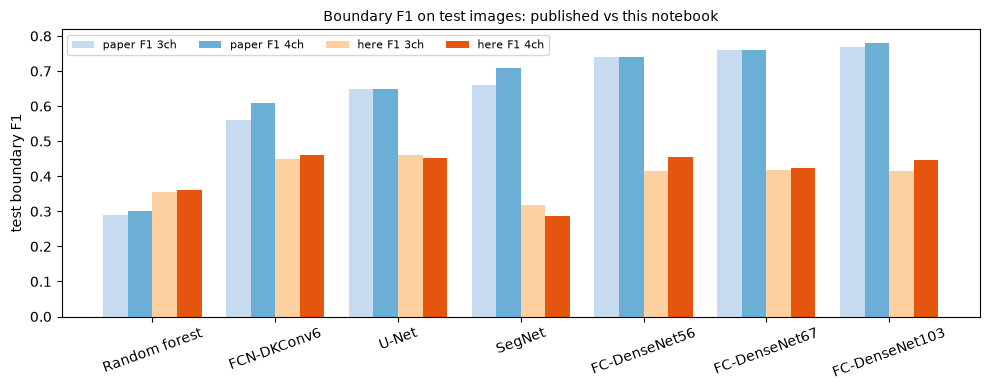 Boundary F1 on test images: published vs this notebook
paper F1 3ch
paper F1 4ch
here F1 3ch
here F1 4ch
test boundary F1
0.8
0.7
0.6
0.5
0.4
0.3
0.2
0.1
0.0
Random forest
FCN-DKConv6
U-Net
SegNet
FC-DenseNet56
FC-DenseNet67
FC-DenseNet103